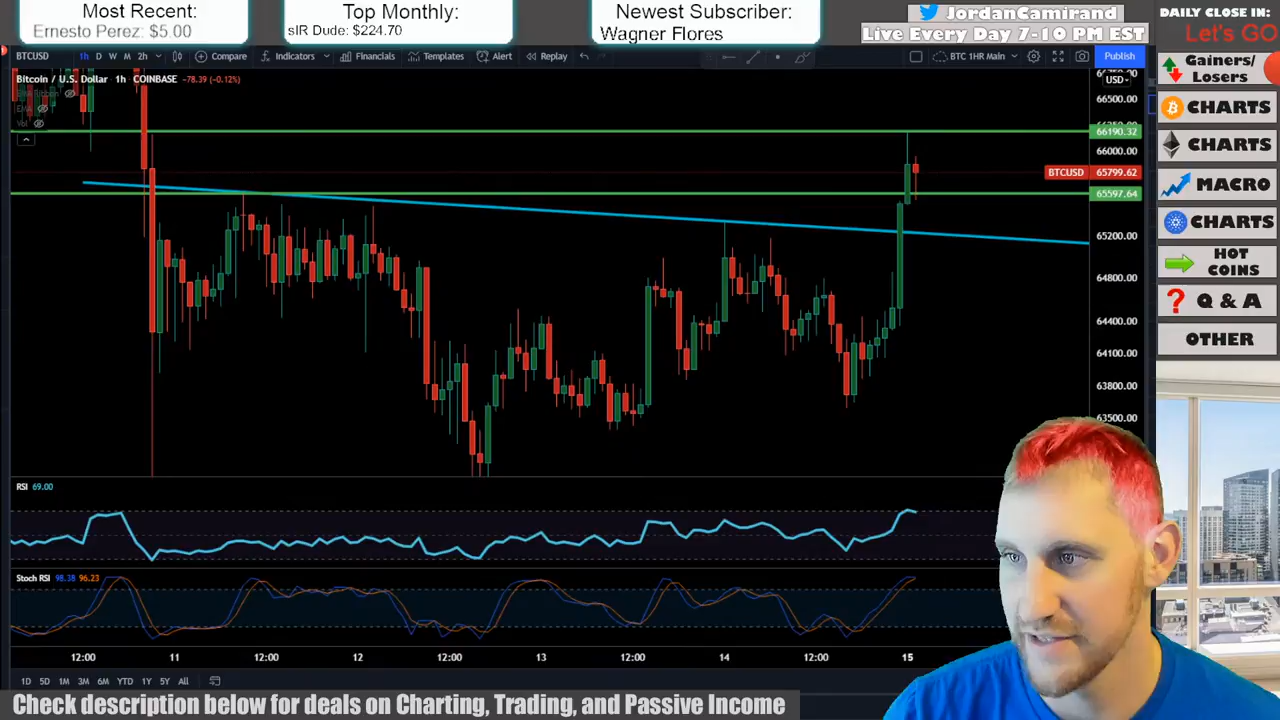 Most Recent:
Ernesto Perez: $5.00
Top Monthly:
sIR Dude: $224.70
Newest Subscriber:
Wagner Flores
JordanCamirand
Live Every Day 7-10 PM EST
DAILY CLOSE IN:
Let's GO
BTCUSD 1h D W M 2h Compare Indicators Financials Templates Alert Replay BTC 1HR Main Publish
Bitcoin / U.S. Dollar 1h COINBASE −78.39 (−0.12%)
EMA
Vol
USD
66500.00
66190.32
66000.00
BTCUSD 65799.62
65597.64
65200.00
64800.00
64400.00
64100.00
63800.00
63500.00
RSI 69.00
Stoch RSI 98.38 96.23
12:00 11 12:00 12 12:00 13 12:00 14 12:00 15
1D 5D 1M 3M 6M YTD 1Y 5Y All
Gainers/
Losers
CHARTS
CHARTS
MACRO
CHARTS
HOT
COINS
Q & A
OTHER
Check description below for deals on Charting, Trading, and Passive Income